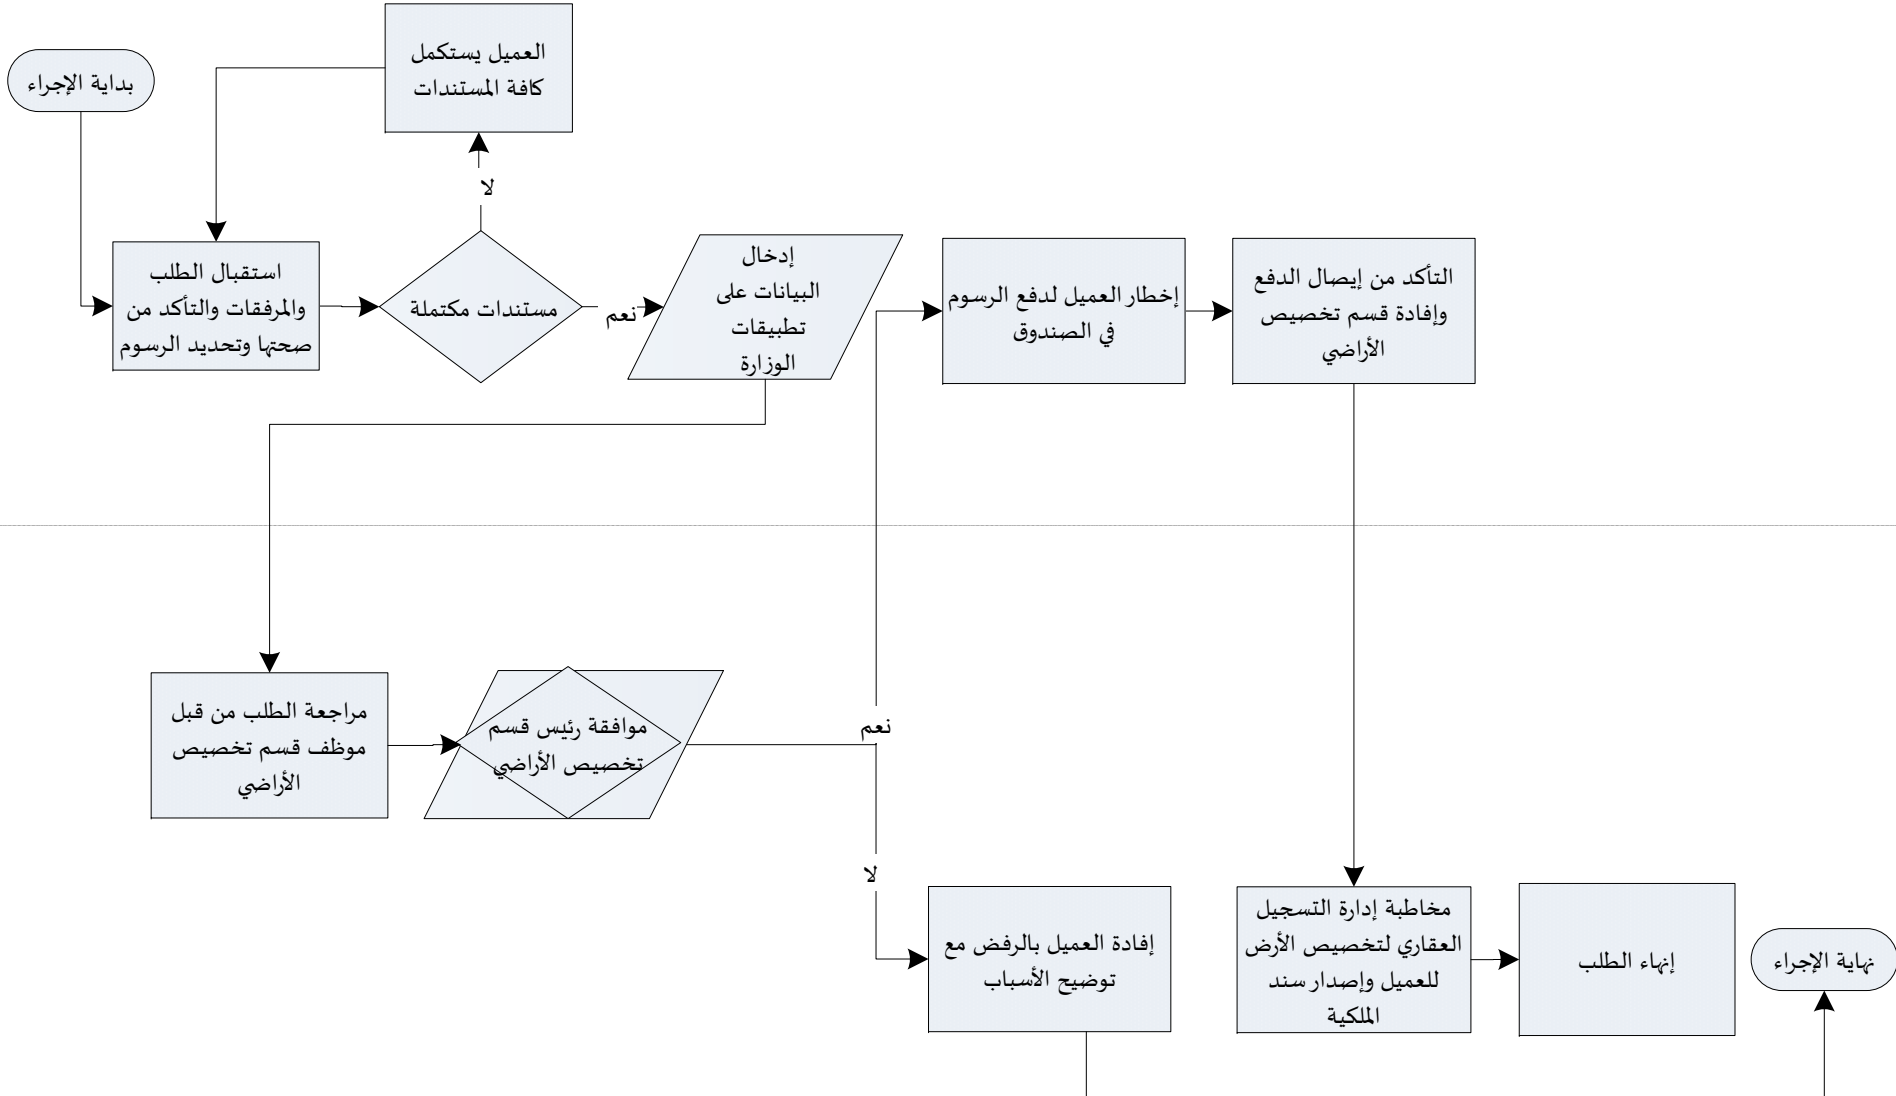 بداية الإجراء
العميل يستكمل
كافة المستندات
لا
استقبال الطلب
والمرفقات والتأكد من
صحتها وتحديد الرسوم
مستندات مكتملة
نعم
إدخال
البيانات على
تطبيقات
الوزارة
إخطار العميل لدفع الرسوم
في الصندوق
التأكد من إيصال الدفع
وإفادة قسم تخصيص
الأراضي
مراجعة الطلب من قبل
موظف قسم تخصيص
الأراضي
موافقة رئيس قسم
تخصيص الأراضي
نعم
لا
إفادة العميل بالرفض مع
توضيح الأسباب
مخاطبة إدارة التسجيل
العقاري لتخصيص الأرض
للعميل وإصدار سند
الملكية
إنهاء الطلب
نهاية الإجراء